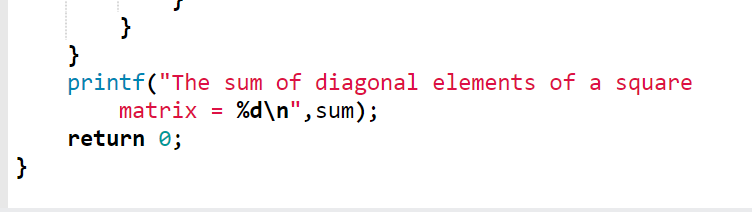 }
}
}
printf("The sum of diagonal elements of a square
matrix = %d\n",sum);
return 0;
}